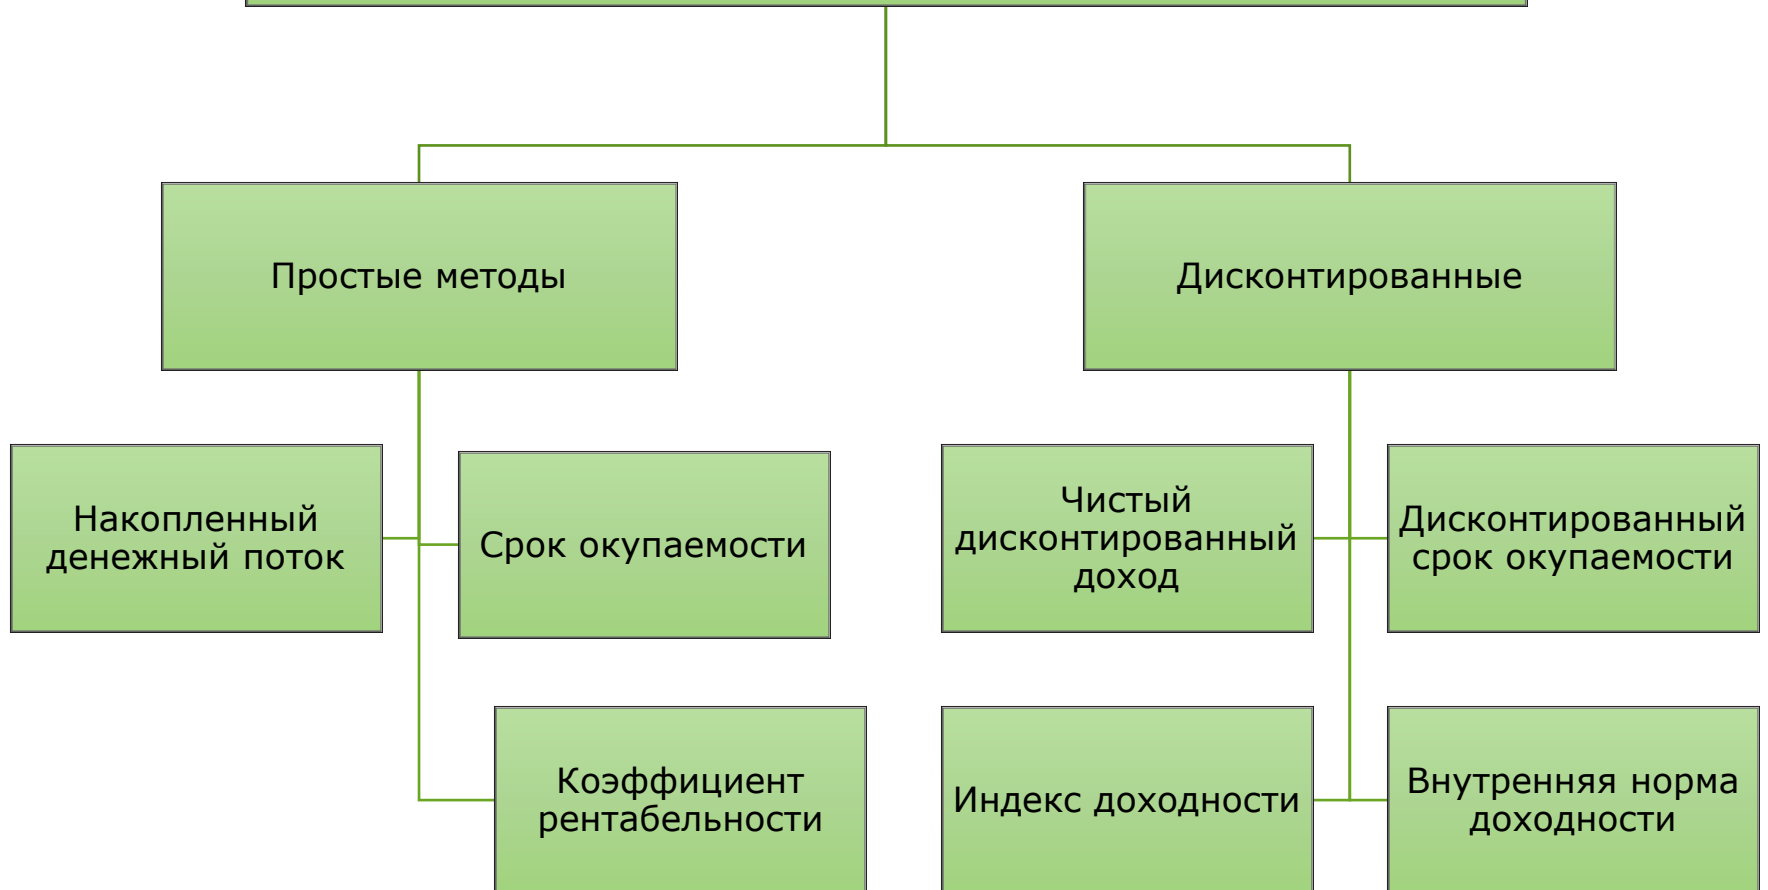 Простые методы
Дисконтированные
Накопленный
денежный поток
Срок окупаемости
Чистый
дисконтированный
доход
Дисконтированный
срок окупаемости
Коэффициент
рентабельности
Индекс доходности
Внутренняя норма
доходности